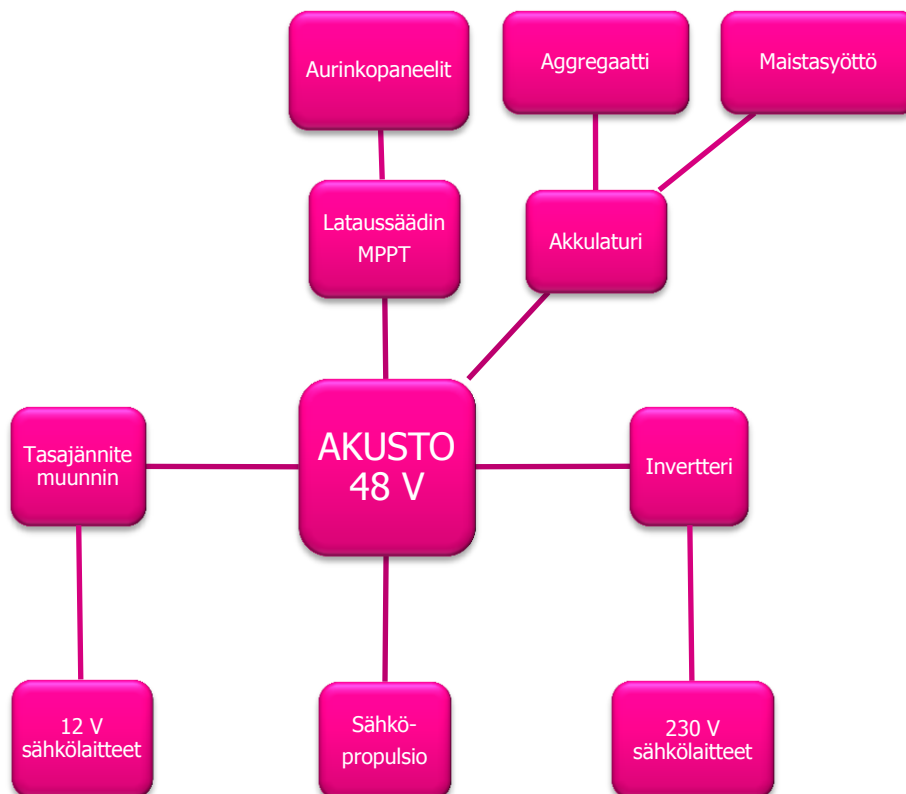 Aurinkopaneelit
Aggregaatti
Maistasyöttö
Lataussäädin
MPPT
Akkulaturi
Tasajännite
muunnin
AKUSTO
48 V
Invertteri
12 V
sähkölaitteet
Sähkö-
propulsio
230 V
sähkölaitteet